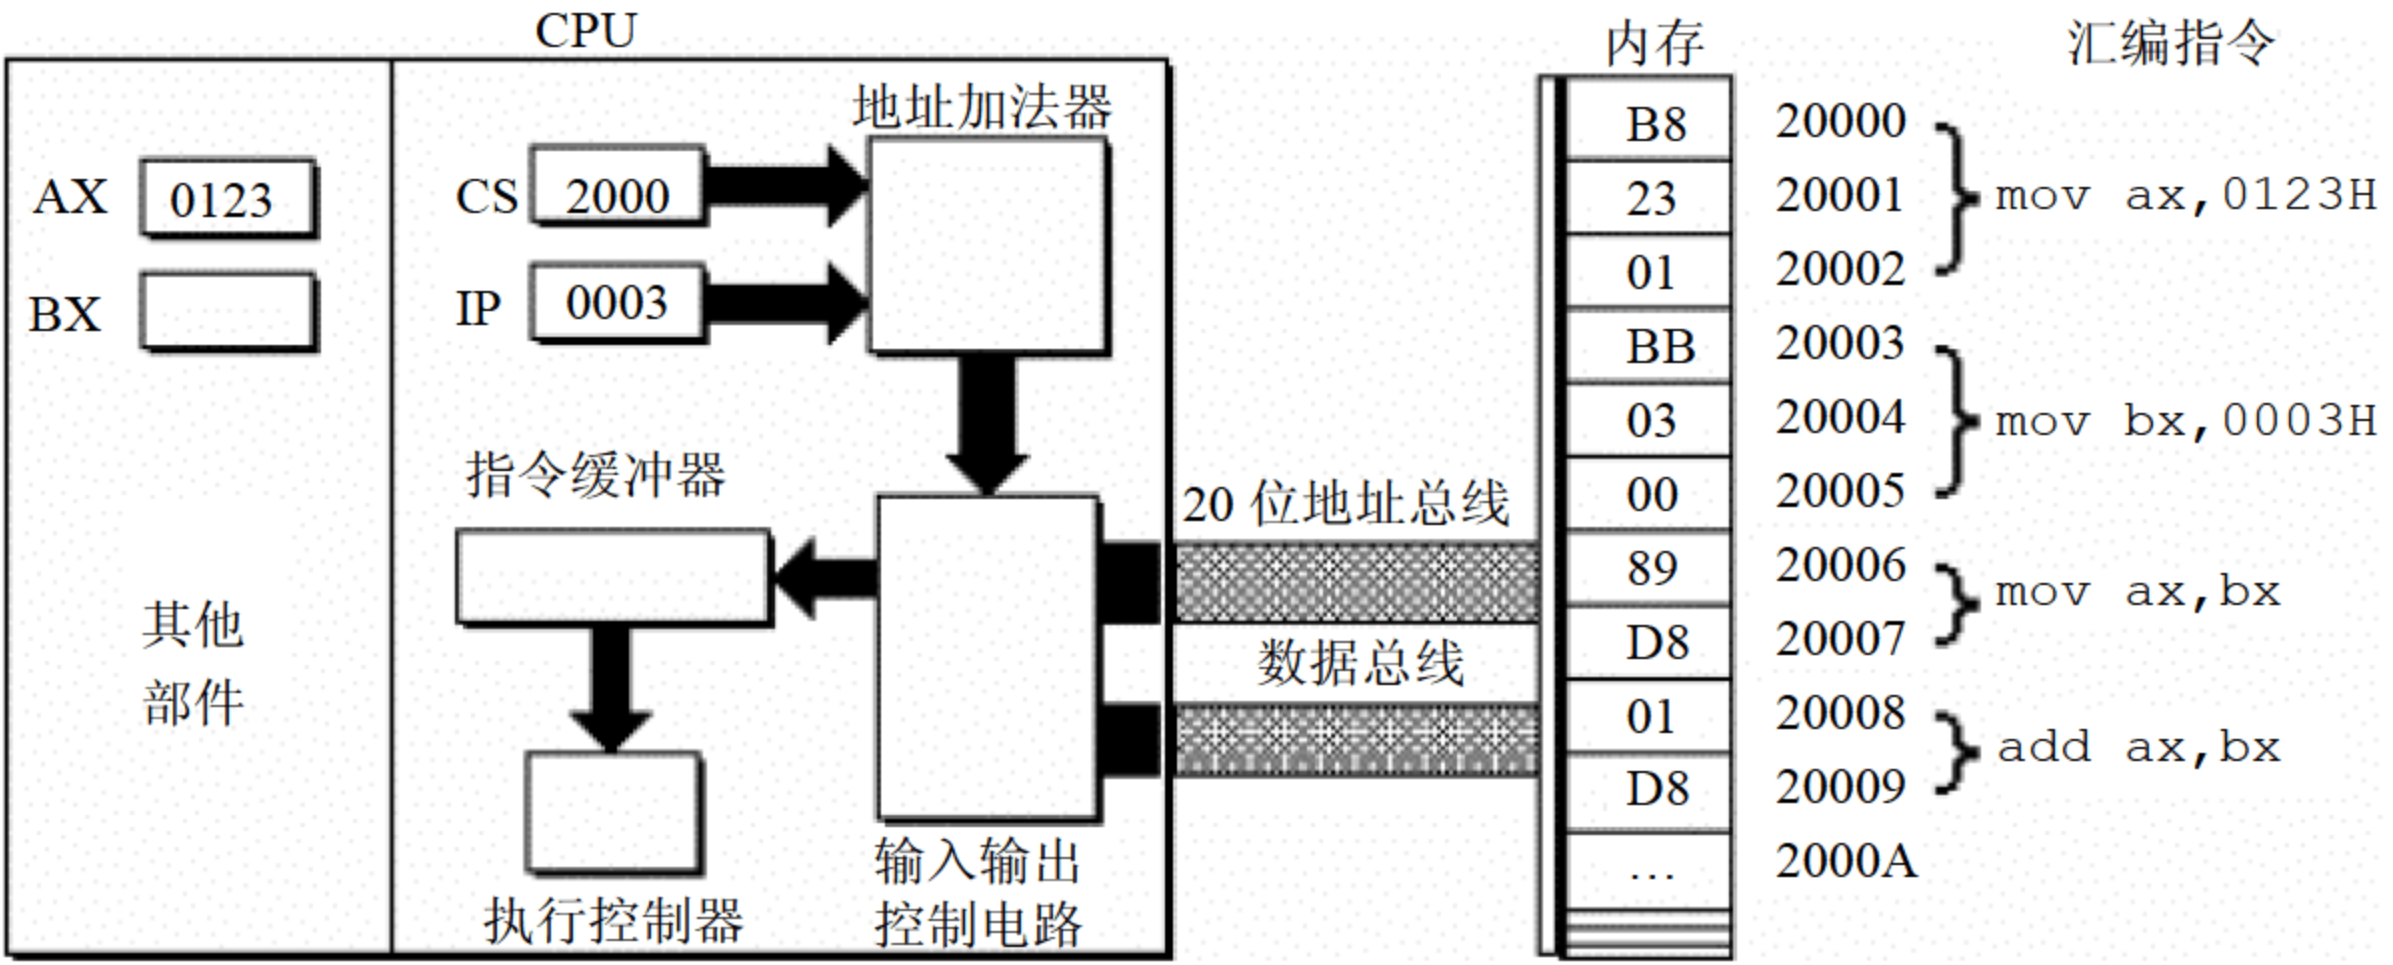 CPU
地址加法器
AX 0123
BX
CS 2000
IP 0003
指令缓冲器
其他
部件
执行控制器
输入输出
控制电路
20 位地址总线
数据总线
内存 汇编指令
B8 20000
23 20001 mov ax,0123H
01 20002
BB 20003
03 20004 mov bx,0003H
00 20005
89 20006 mov ax,bx
D8 20007
01 20008 add ax,bx
D8 20009
… 2000A